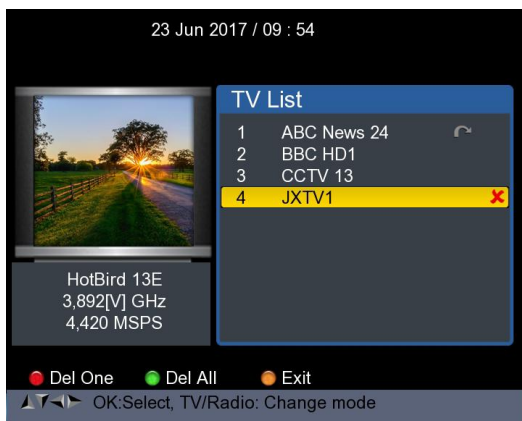 23 Jun 2017 / 09 : 54
TV List
1 ABC News 24
2 BBC HD1
3 CCTV 13
4 JXTV1
HotBird 13E
3,892[V] GHz
4,420 MSPS
Del One Del All Exit
OK:Select, TV/Radio: Change mode